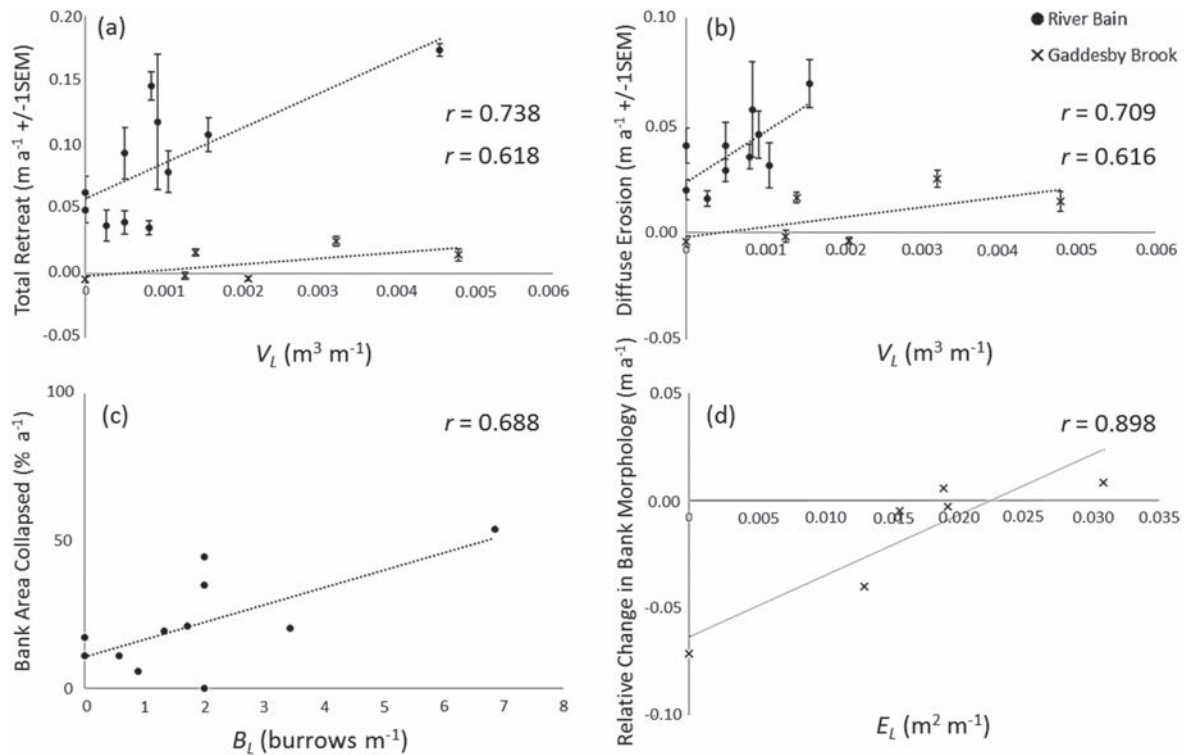 (a)
Total Retreat (m a⁻¹ +/-1SEM)
0.20
0.15
0.10
0.05
0.00
-0.05
0 0.001 0.002 0.003 0.004 0.005 0.006
r = 0.738
r = 0.618
V_L (m³ m⁻¹)
(b)
Diffuse Erosion (m a⁻¹ +/-1SEM)
0.10
0.05
0.00
-0.05
0 0.001 0.002 0.003 0.004 0.005 0.006
River Bain
Gaddesby Brook
r = 0.709
r = 0.616
V_L (m³ m⁻¹)
(c)
Bank Area Collapsed (% a⁻¹)
100
50
0
0 1 2 3 4 5 6 7 8
r = 0.688
B_L (burrows m⁻¹)
(d)
Relative Change in Bank Morphology (m a⁻¹)
0.05
0.00
-0.05
-0.10
0 0.005 0.010 0.015 0.020 0.025 0.030 0.035
r = 0.898
E_L (m² m⁻¹)